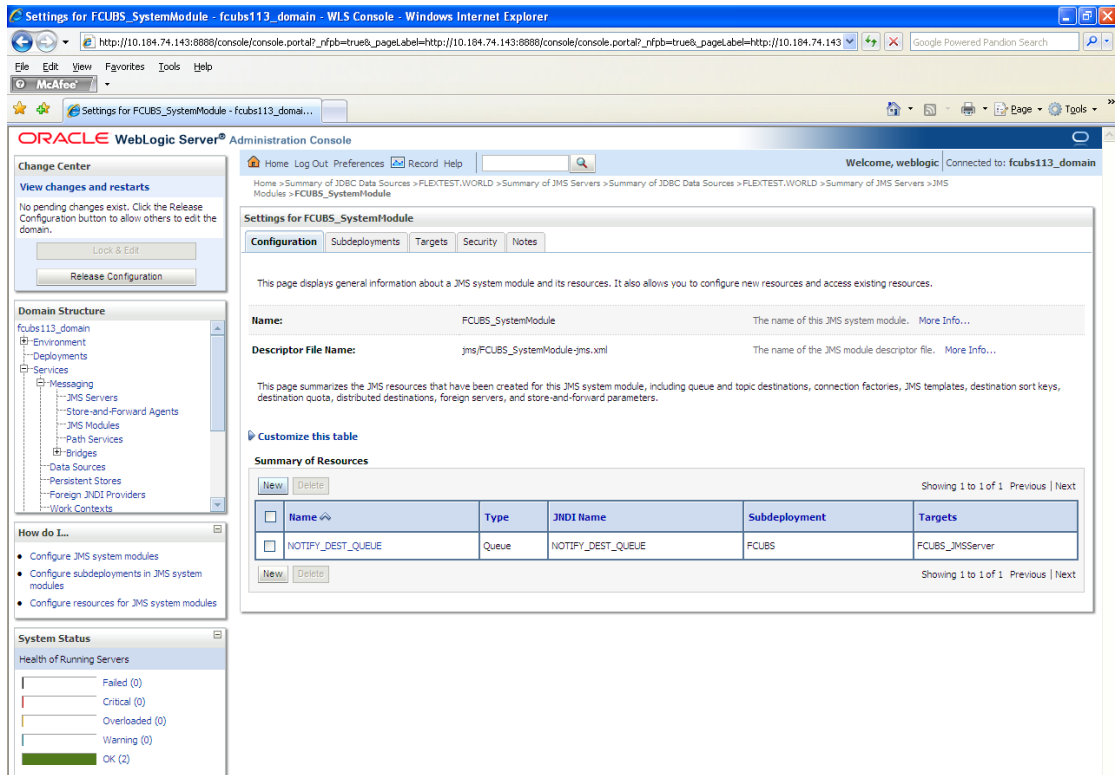 Settings for FCUBS_SystemModule - fcubs113_domain - WLS Console - Windows Internet Explorer
http://10.184.74.143:8888/console/console.portal?_nfpb=true&_pageLabel=http://10.184.74.143:8888/console/console.portal?_nfpb=true&_pageLabel=http://10.184.74.143
Google Powered Pandion Search
File Edit View Favorites Tools Help
McAfee
Settings for FCUBS_SystemModule - fcubs113_domai...
Page Tools
ORACLE WebLogic Server® Administration Console
Change Center
View changes and restarts
No pending changes exist. Click the Release
Configuration button to allow others to edit the
domain.
Lock & Edit
Release Configuration
Domain Structure
fcubs113_domain
Environment
Deployments
Services
Messaging
JMS Servers
Store-and-Forward Agents
JMS Modules
Path Services
Bridges
Data Sources
Persistent Stores
Foreign JNDI Providers
Work Contexts
How do I...
Configure JMS system modules
Configure subdeployments in JMS system
modules
Configure resources for JMS system modules
System Status
Health of Running Servers
Failed (0)
Critical (0)
Overloaded (0)
Warning (0)
OK (2)
Home Log Out Preferences Record Help
Welcome, weblogic Connected to: fcubs113_domain
Home >Summary of JDBC Data Sources >FLEXTEST.WORLD >Summary of JMS Servers >Summary of JDBC Data Sources >FLEXTEST.WORLD >Summary of JMS Servers >JMS
Modules >FCUBS_SystemModule
Settings for FCUBS_SystemModule
Configuration Subdeployments Targets Security Notes
This page displays general information about a JMS system module and its resources. It also allows you to configure new resources and access existing resources.
Name: FCUBS_SystemModule The name of this JMS system module. More Info...
Descriptor File Name: jms/FCUBS_SystemModule-jms.xml The name of the JMS module descriptor file. More Info...
This page summarizes the JMS resources that have been created for this JMS system module, including queue and topic destinations, connection factories, JMS templates, destination sort keys,
destination quota, distributed destinations, foreign servers, and store-and-forward parameters.
Customize this table
Summary of Resources
New Delete Showing 1 to 1 of 1 Previous | Next
Name Type JNDI Name Subdeployment Targets
NOTIFY_DEST_QUEUE Queue NOTIFY_DEST_QUEUE FCUBS FCUBS_JMSServer
New Delete Showing 1 to 1 of 1 Previous | Next